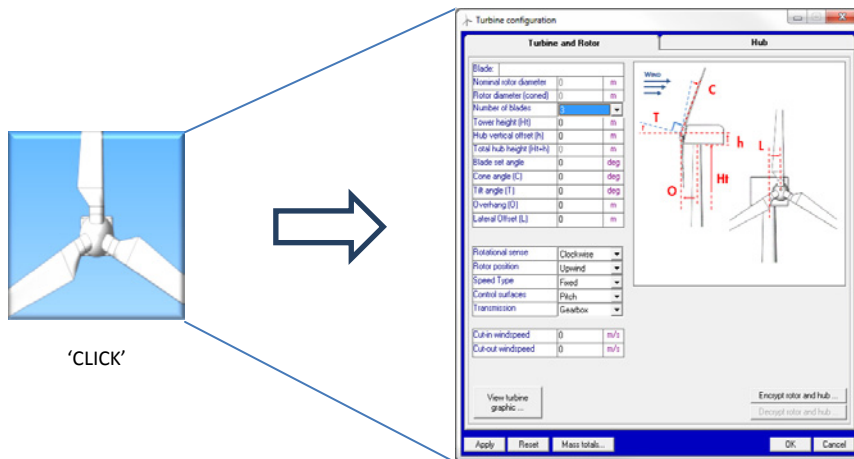 'CLICK'
Turbine configuration
Turbine and Rotor Hub
Blade:
Nominal rotor diameter 0 m
Rotor diameter (coned) 0 m
Number of blades 3
Tower height (Ht) 0 m
Hub vertical offset (h) 0 m
Total hub height (Ht+h) 0 m
Blade set angle 0 deg
Cone angle (C) 0 deg
Tilt angle (T) 0 deg
Overhang (O) 0 m
Lateral Offset (L) 0 m
Rotational sense Clockwise
Rotor position Upwind
Speed Type Fixed
Control surfaces Pitch
Transmission Gearbox
Cut-in windspeed 0 m/s
Cut-out windspeed 0 m/s
WIND
C
T
h
L
Ht
O
View turbine
graphic ...
Encrypt rotor and hub ...
Decrypt rotor and hub ...
Apply Reset Mass totals... OK Cancel